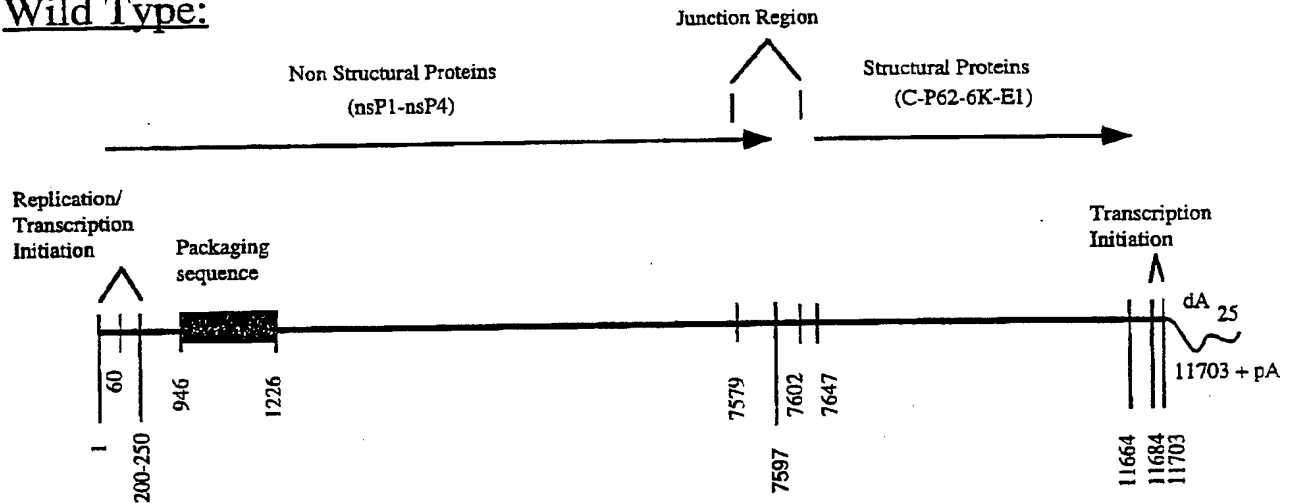 Wild Type:
Junction Region
Non Structural Proteins
(nsP1-nsP4)
Structural Proteins
(C-P62-6K-E1)
Replication/
Transcription
Initiation
Packaging
sequence
Transcription
Initiation
dA 25
11703 + pA
1
60
200-250
946
1226
7579
7597
7602
7647
11664
11684
11703